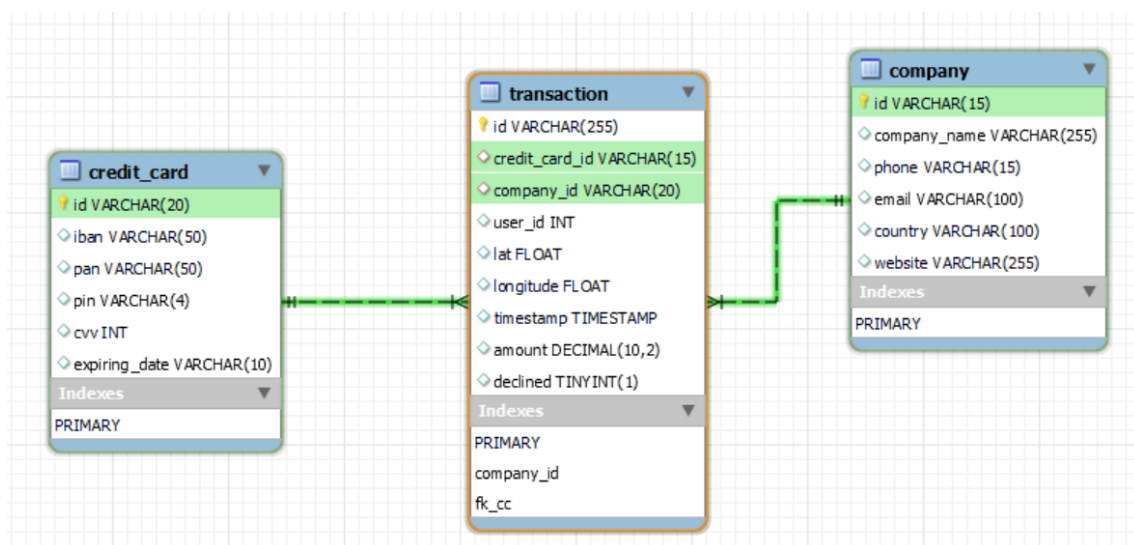 credit_card
id VARCHAR(20)
iban VARCHAR(50)
pan VARCHAR(50)
pin VARCHAR(4)
cvv INT
expiring_date VARCHAR(10)
Indexes
PRIMARY
transaction
id VARCHAR(255)
credit_card_id VARCHAR(15)
company_id VARCHAR(20)
user_id INT
lat FLOAT
longitude FLOAT
timestamp TIMESTAMP
amount DECIMAL(10,2)
declined TINYINT(1)
Indexes
PRIMARY
company_id
fk_cc
company
id VARCHAR(15)
company_name VARCHAR(255)
phone VARCHAR(15)
email VARCHAR(100)
country VARCHAR(100)
website VARCHAR(255)
Indexes
PRIMARY